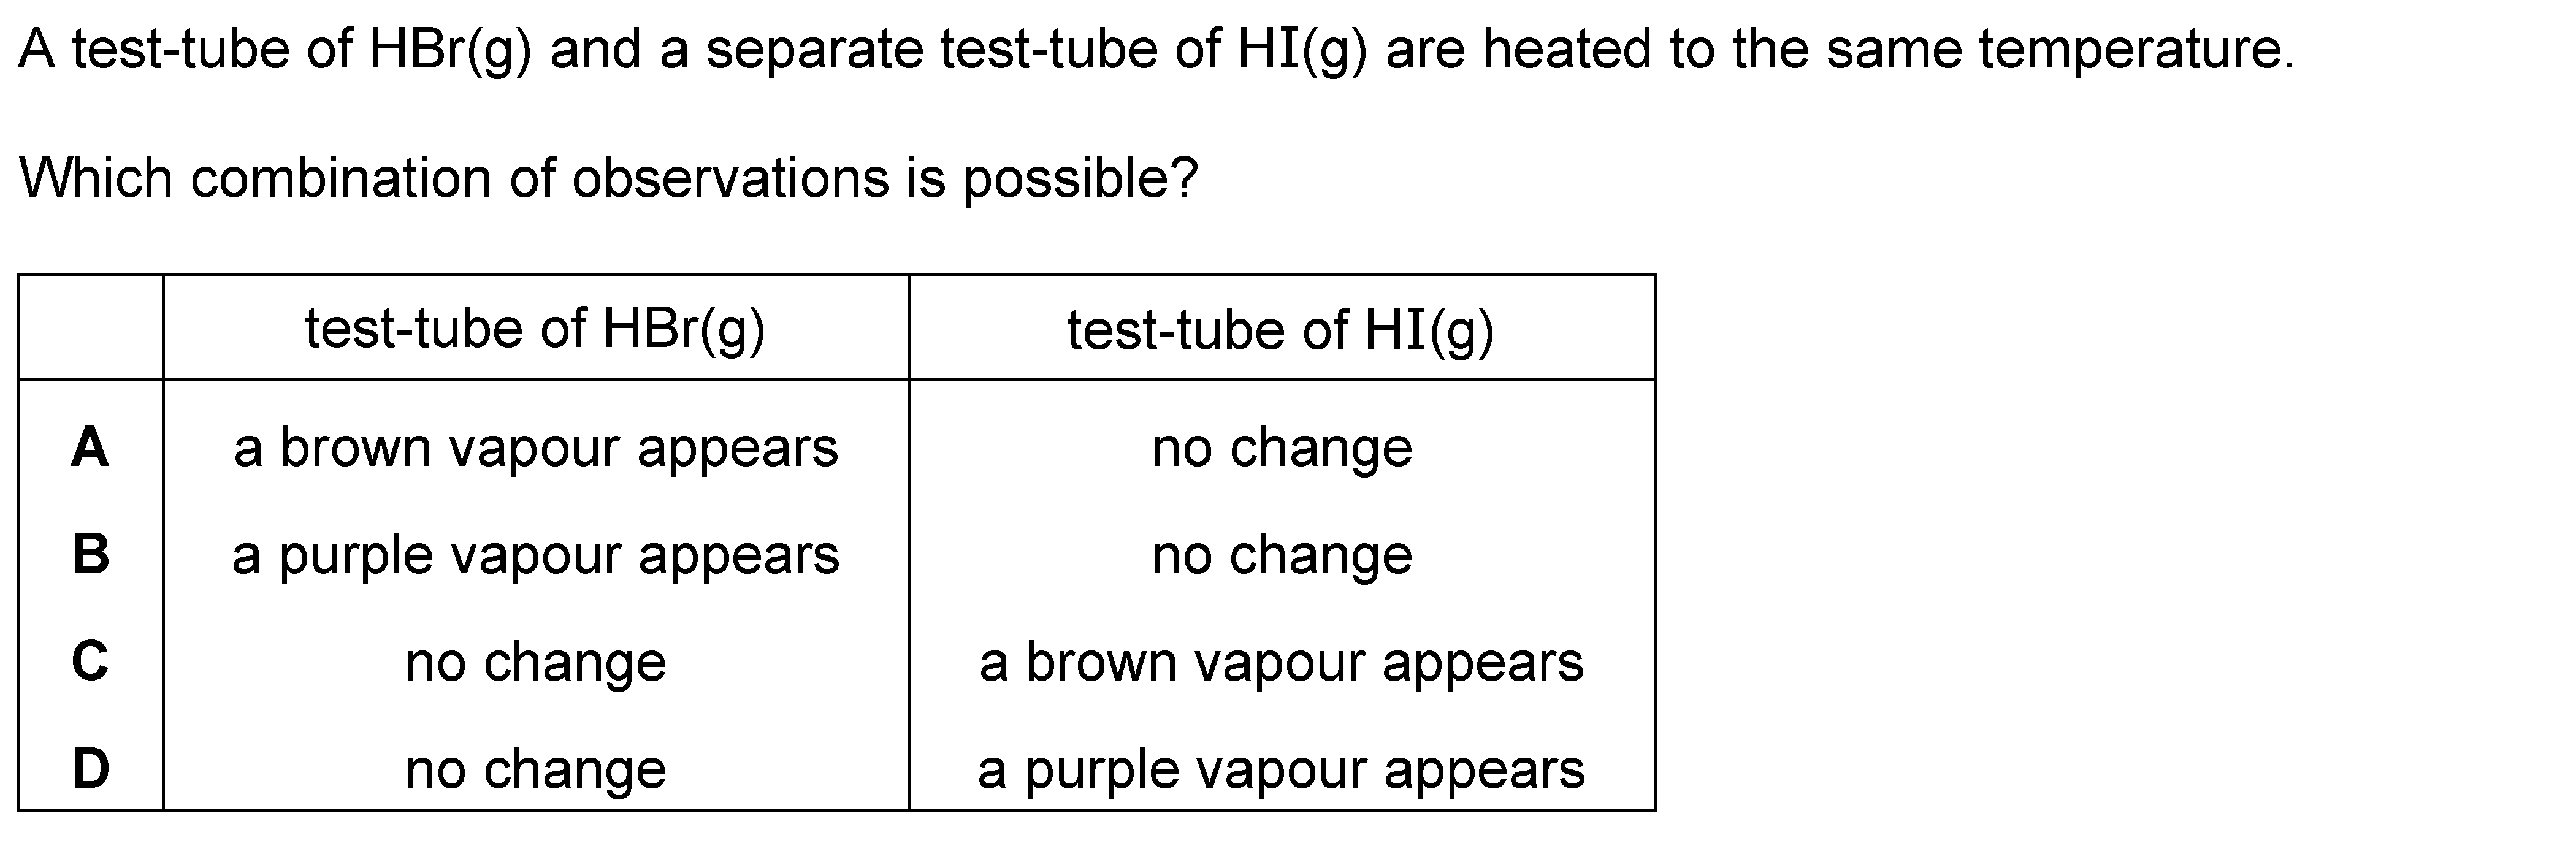 A test-tube of HBr(g) and a separate test-tube of HI(g) are heated to the same temperature.
Which combination of observations is possible?
test-tube of HBr(g) test-tube of HI(g)
A a brown vapour appears no change
B a purple vapour appears no change
C no change a brown vapour appears
D no change a purple vapour appears